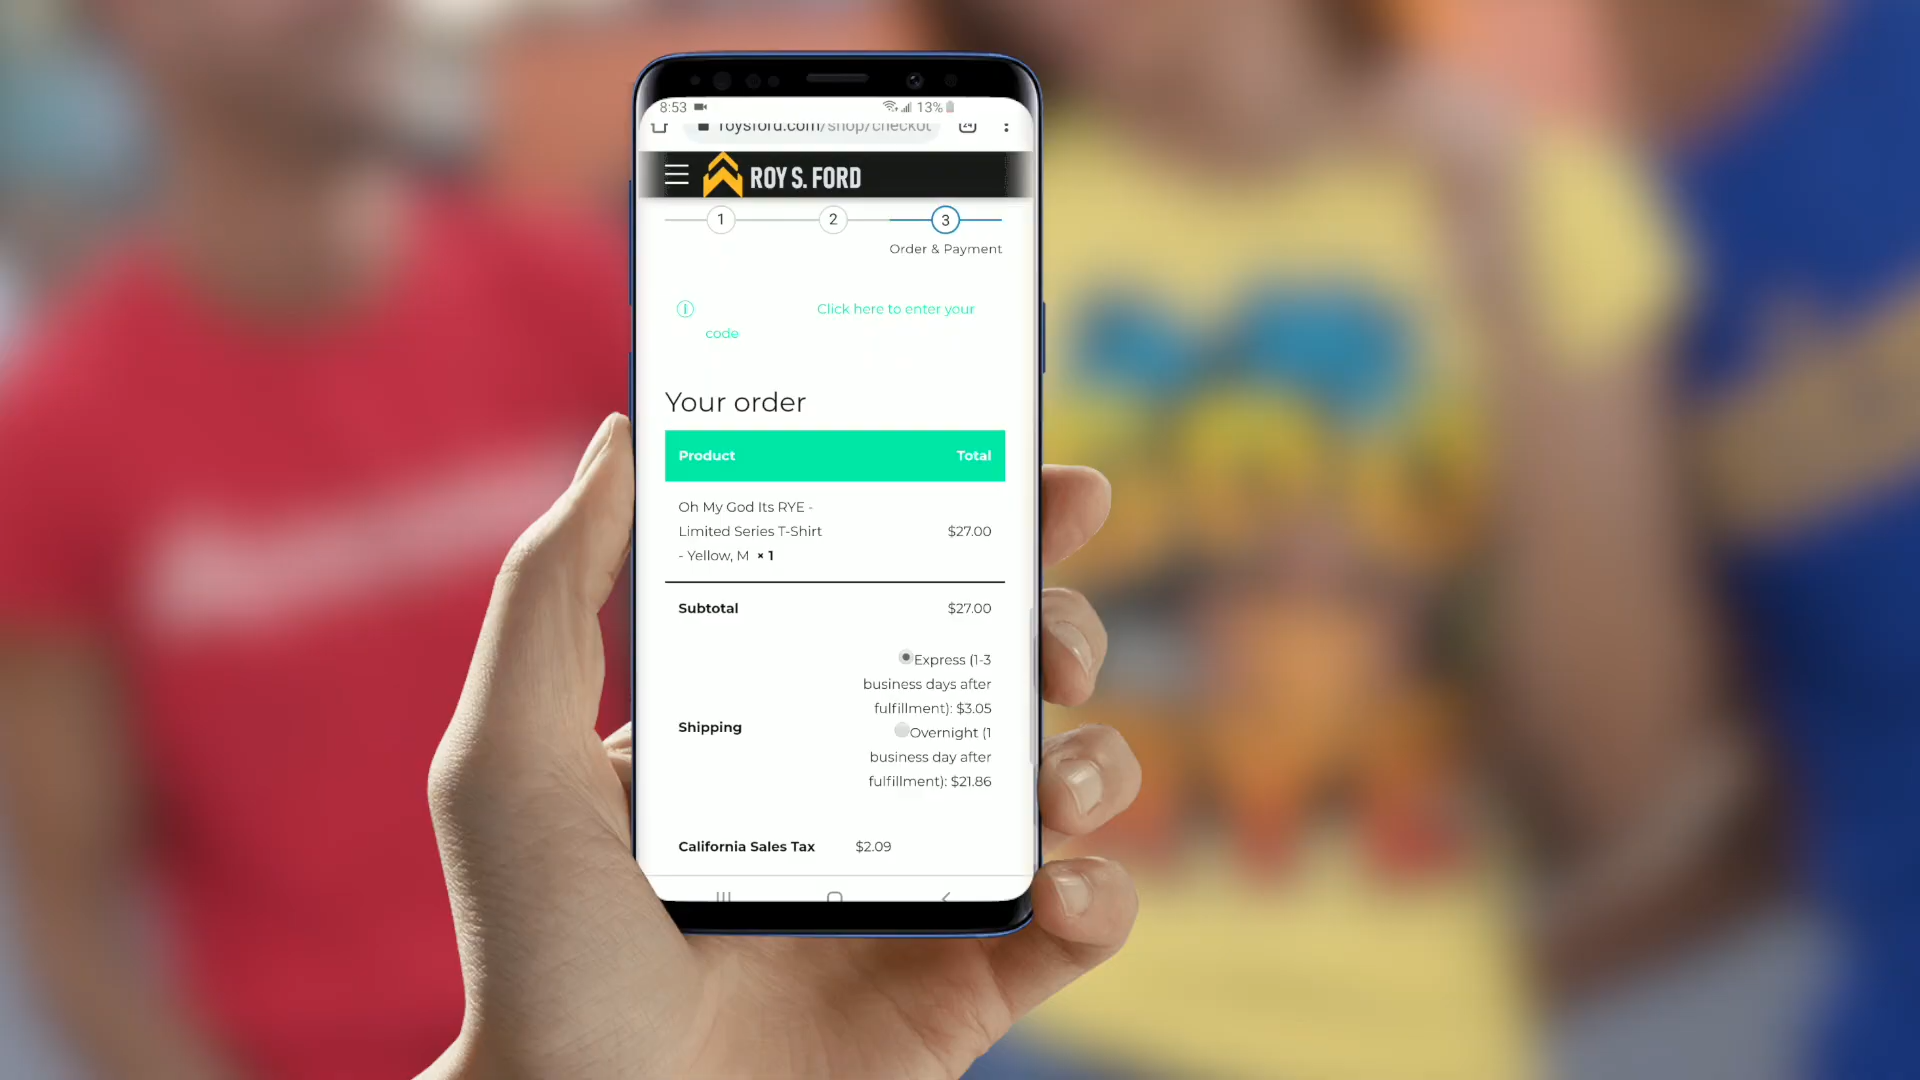 8:53
13%
roysford.com/shop/checkot
24
ROY S. FORD
1
2
3
Order & Payment
Click here to enter your
code
Your order
Product Total
Oh My God Its RYE -
Limited Series T-Shirt
- Yellow, M × 1
$27.00
Subtotal $27.00
Shipping
Express (1-3
business days after
fulfillment): $3.05
Overnight (1
business day after
fulfillment): $21.86
California Sales Tax $2.09